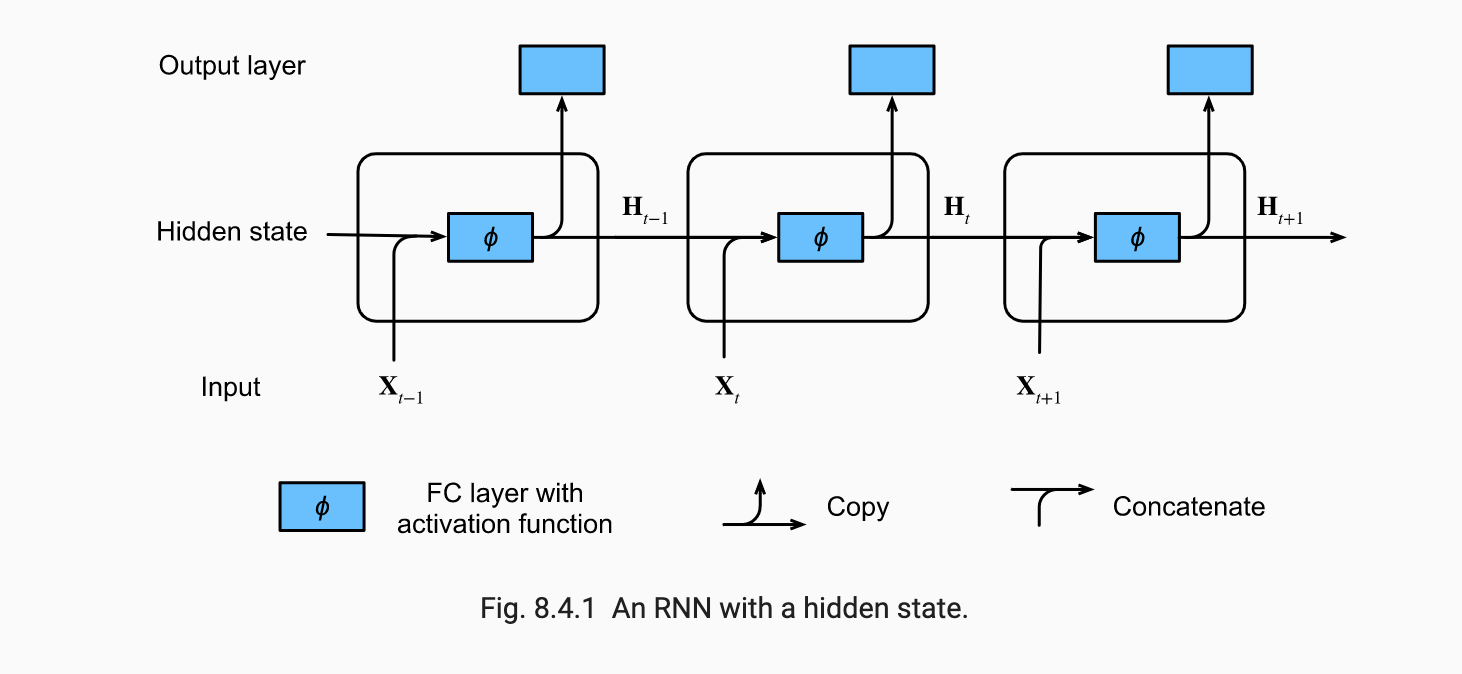 Output layer
Hidden state
ϕ
H_{t−1}
ϕ
H_t
ϕ
H_{t+1}
Input
X_{t−1}
X_t
X_{t+1}
ϕ
FC layer with
activation function
Copy
Concatenate
Fig. 8.4.1 An RNN with a hidden state.